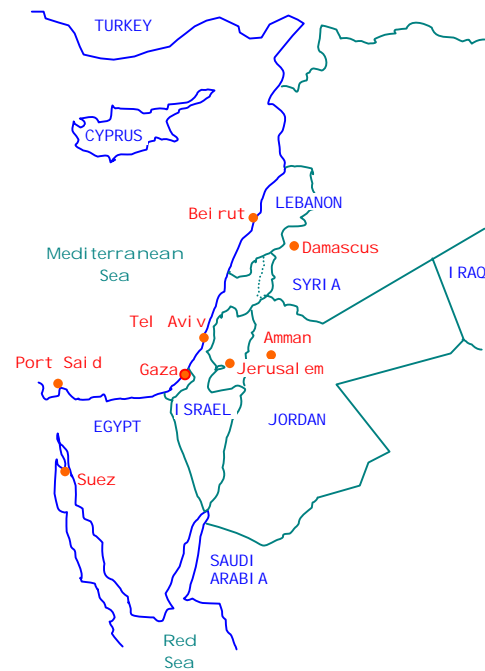 TURKEY
CYPRUS
LEBANON
Beirut
Damascus
Mediterranean
Sea
SYRIA
IRAQ
Tel Aviv
Amman
Port Said
Gaza
Jerusalem
ISRAEL
EGYPT
JORDAN
Suez
SAUDI
ARABIA
Red
Sea